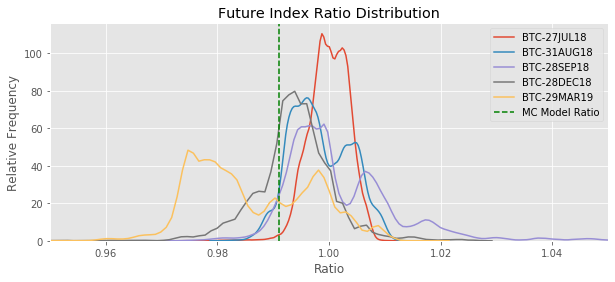 Future Index Ratio Distribution
BTC-27JUL18
BTC-31AUG18
BTC-28SEP18
BTC-28DEC18
BTC-29MAR19
MC Model Ratio
Relative Frequency
100
80
60
40
20
0
0.96
0.98
1.00
1.02
1.04
Ratio